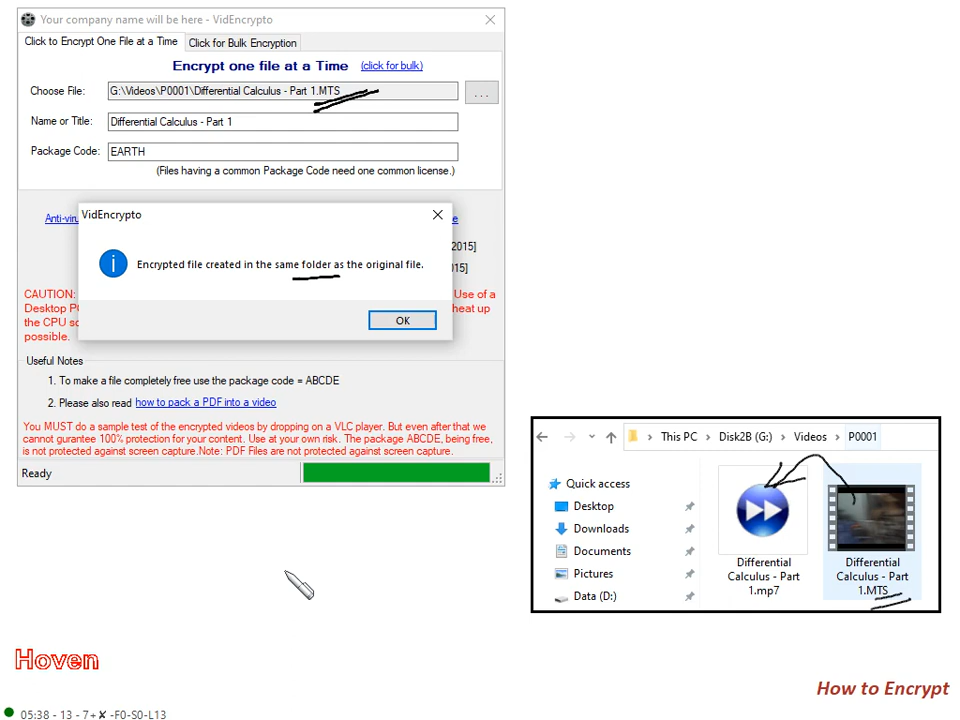 Your company name will be here - VidEncrypto
Click to Encrypt One File at a Time
Click for Bulk Encryption
Encrypt one file at a Time
(click for bulk)
Choose File:
G:\Videos\P0001\Differential Calculus - Part 1.MTS
...
Name or Title:
Differential Calculus - Part 1
Package Code:
EARTH
(Files having a common Package Code need one common license.)
Anti-viru
e
VidEncrypto
2015]
Encrypted file created in the same folder as the original file.
15]
OK
CAUTION:
Use of a
Desktop PC
heat up
the CPU so
possible.
Useful Notes
1. To make a file completely free use the package code = ABCDE
2. Please also read how to pack a PDF into a video
You MUST do a sample test of the encrypted videos by dropping on a VLC player. But even after that we
cannot gurantee 100% protection for your content. Use at your own risk. The package ABCDE, being free,
is not protected against screen capture.Note: PDF Files are not protected against screen capture.
Ready
This PC
Disk2B (G:)
Videos
P0001
Quick access
Desktop
Downloads
Documents
Pictures
Data (D:)
Differential
Calculus - Part
1.mp7
Differential
Calculus - Part
1.MTS
Hoven
How to Encrypt
05:38 - 13 - 7+✘ -F0-S0-L13